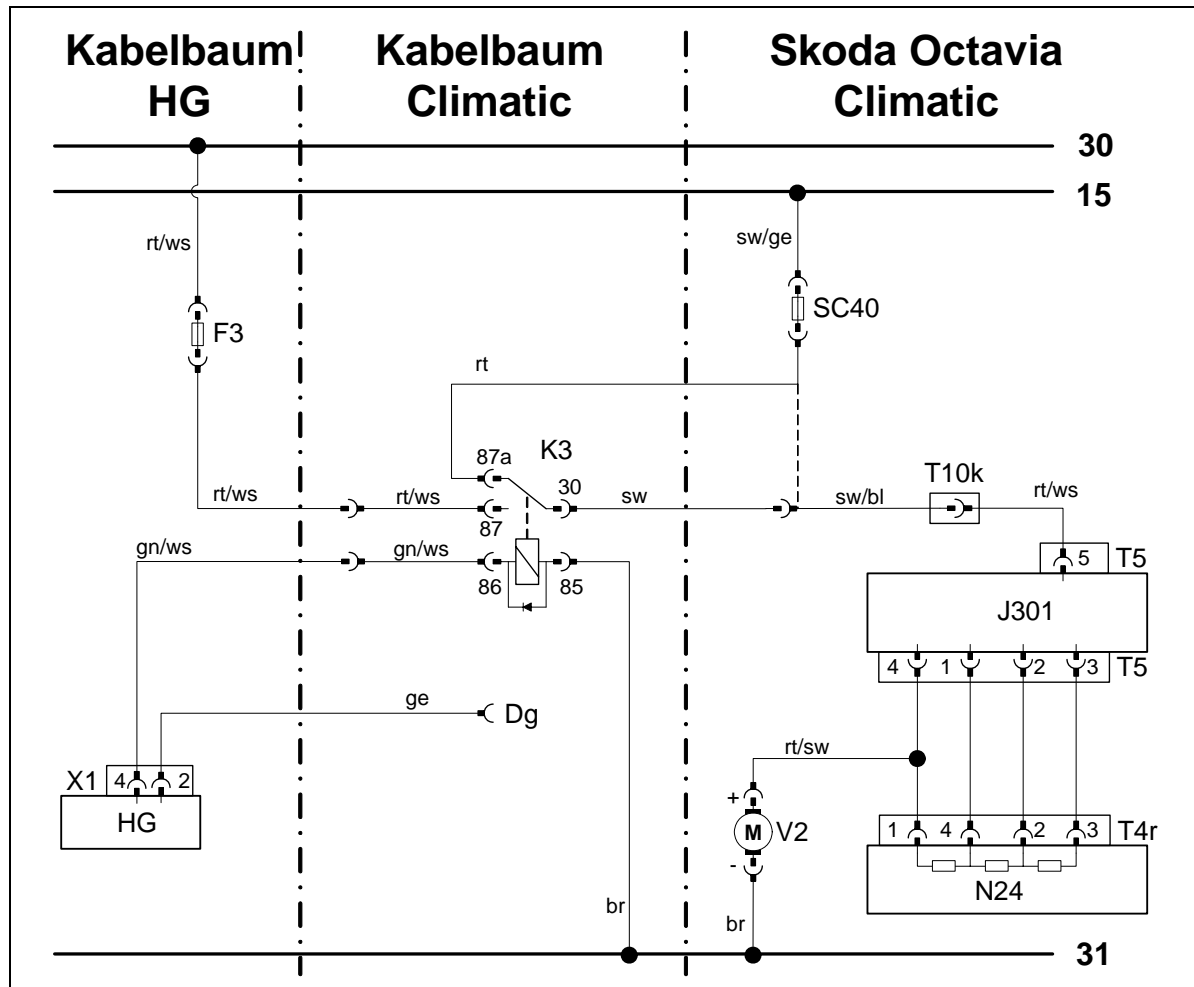 Kabelbaum HG
Kabelbaum Climatic
Skoda Octavia Climatic
30
15
rt/ws
sw/ge
F3
SC40
rt
K3
87a
30
T10k
rt/ws
rt/ws
sw
sw/bl
rt/ws
87
gn/ws
gn/ws
86
85
5
T5
J301
4
1
2
3
T5
ge
Dg
rt/sw
X1
4
2
HG
+
M
V2
-
1
4
2
3
T4r
N24
br
br
31